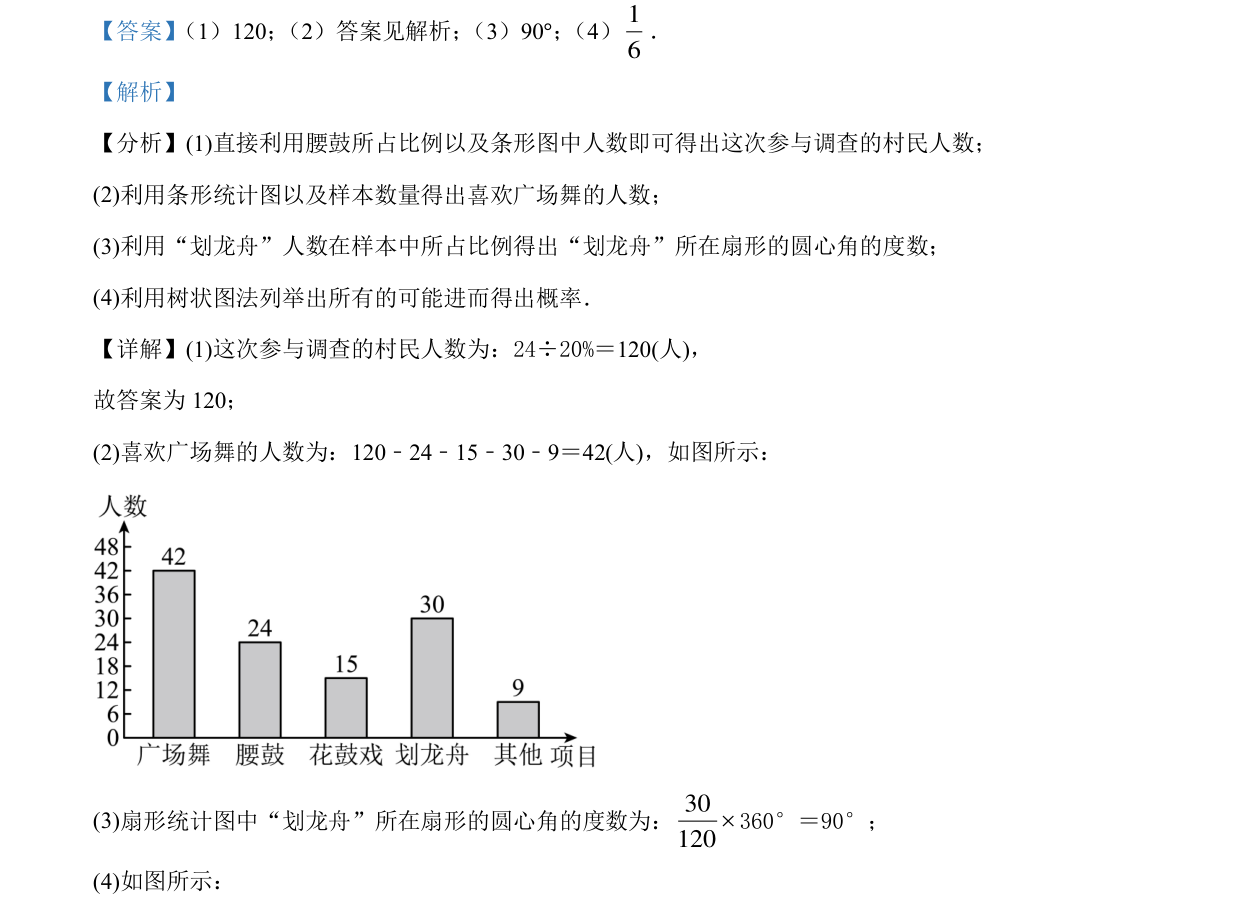 【答案】（1）120；（2）答案见解析；（3）90°；（4）1/6．
【解析】
【分析】(1)直接利用腰鼓所占比例以及条形图中人数即可得出这次参与调查的村民人数；
(2)利用条形统计图以及样本数量得出喜欢广场舞的人数；
(3)利用“划龙舟”人数在样本中所占比例得出“划龙舟”所在扇形的圆心角的度数；
(4)利用树状图法列举出所有的可能进而得出概率．
【详解】(1)这次参与调查的村民人数为：24÷20%＝120(人)，
故答案为 120；
(2)喜欢广场舞的人数为：120﹣24﹣15﹣30﹣9＝42(人)，如图所示：
人数
48
42
36
30
24
18
12
6
0
42
24
15
30
9
广场舞 腰鼓 花鼓戏 划龙舟 其他 项目
(3)扇形统计图中“划龙舟”所在扇形的圆心角的度数为：30/120×360°＝90°；
(4)如图所示：